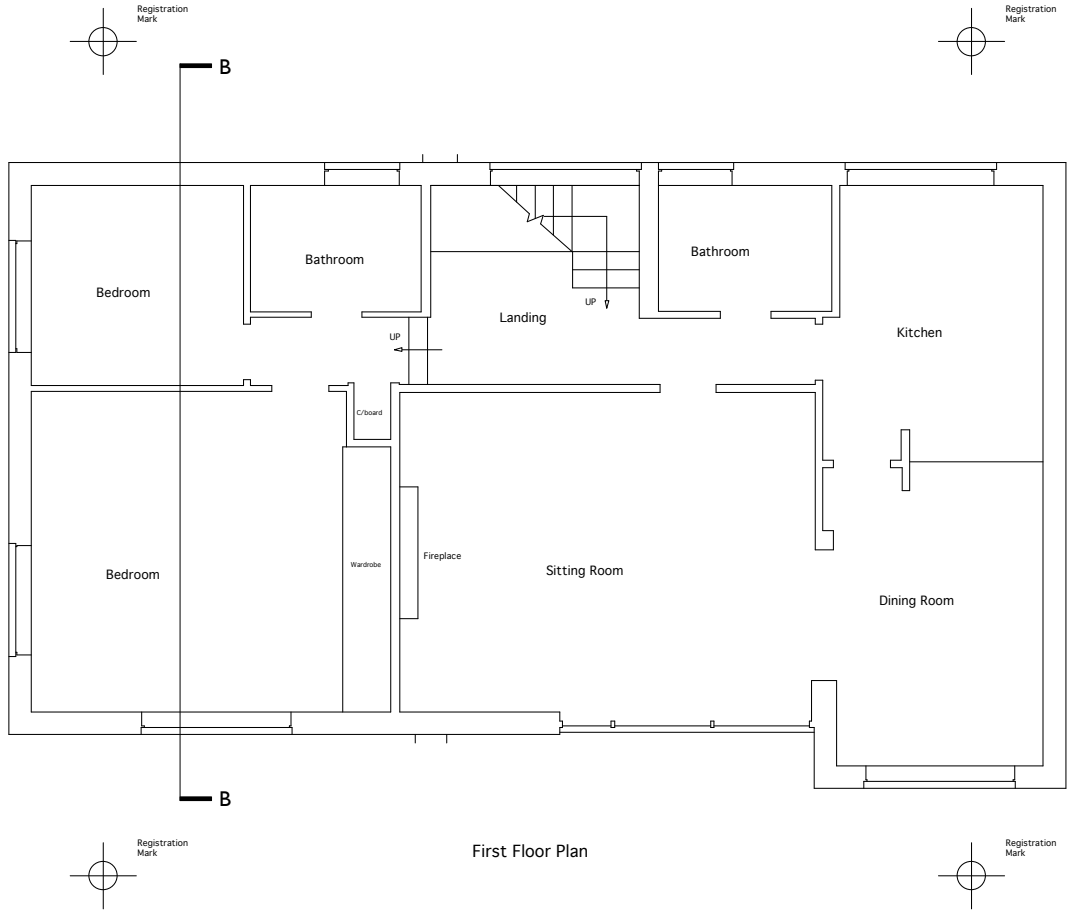 Registration
Mark
Registration
Mark
B
Bathroom
Bathroom
Bedroom
UP
Landing
Kitchen
UP
C/board
Fireplace
Wardrobe
Sitting Room
Bedroom
Dining Room
B
Registration
Mark
First Floor Plan
Registration
Mark